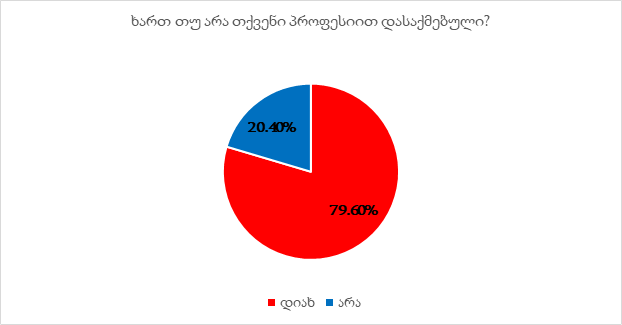 ხართ თუ არა თქვენი პროფესიით დასაქმებული?
20.40%
79.60%
დიახ არა